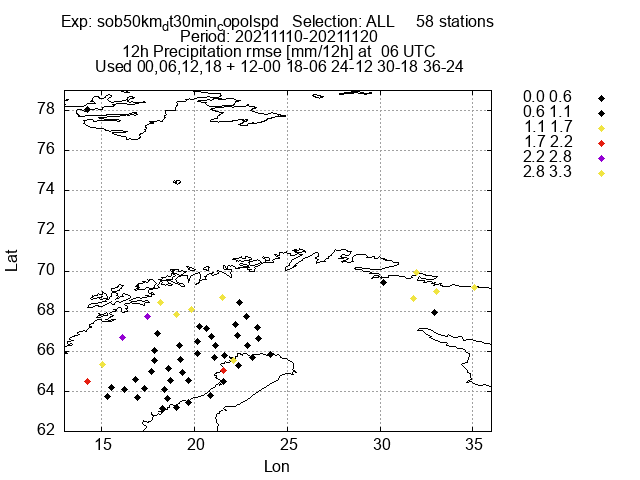 Exp: sob50km_dt30min_copolspd Selection: ALL 58 stations
Period: 20211110-20211120
12h Precipitation rmse [mm/12h] at 06 UTC
Used 00,06,12,18 + 12-00 18-06 24-12 30-18 36-24
0.0 0.6
0.6 1.1
1.1 1.7
1.7 2.2
2.2 2.8
2.8 3.3
78
76
74
72
70
68
66
64
62
Lat
15 20 25 30 35
Lon